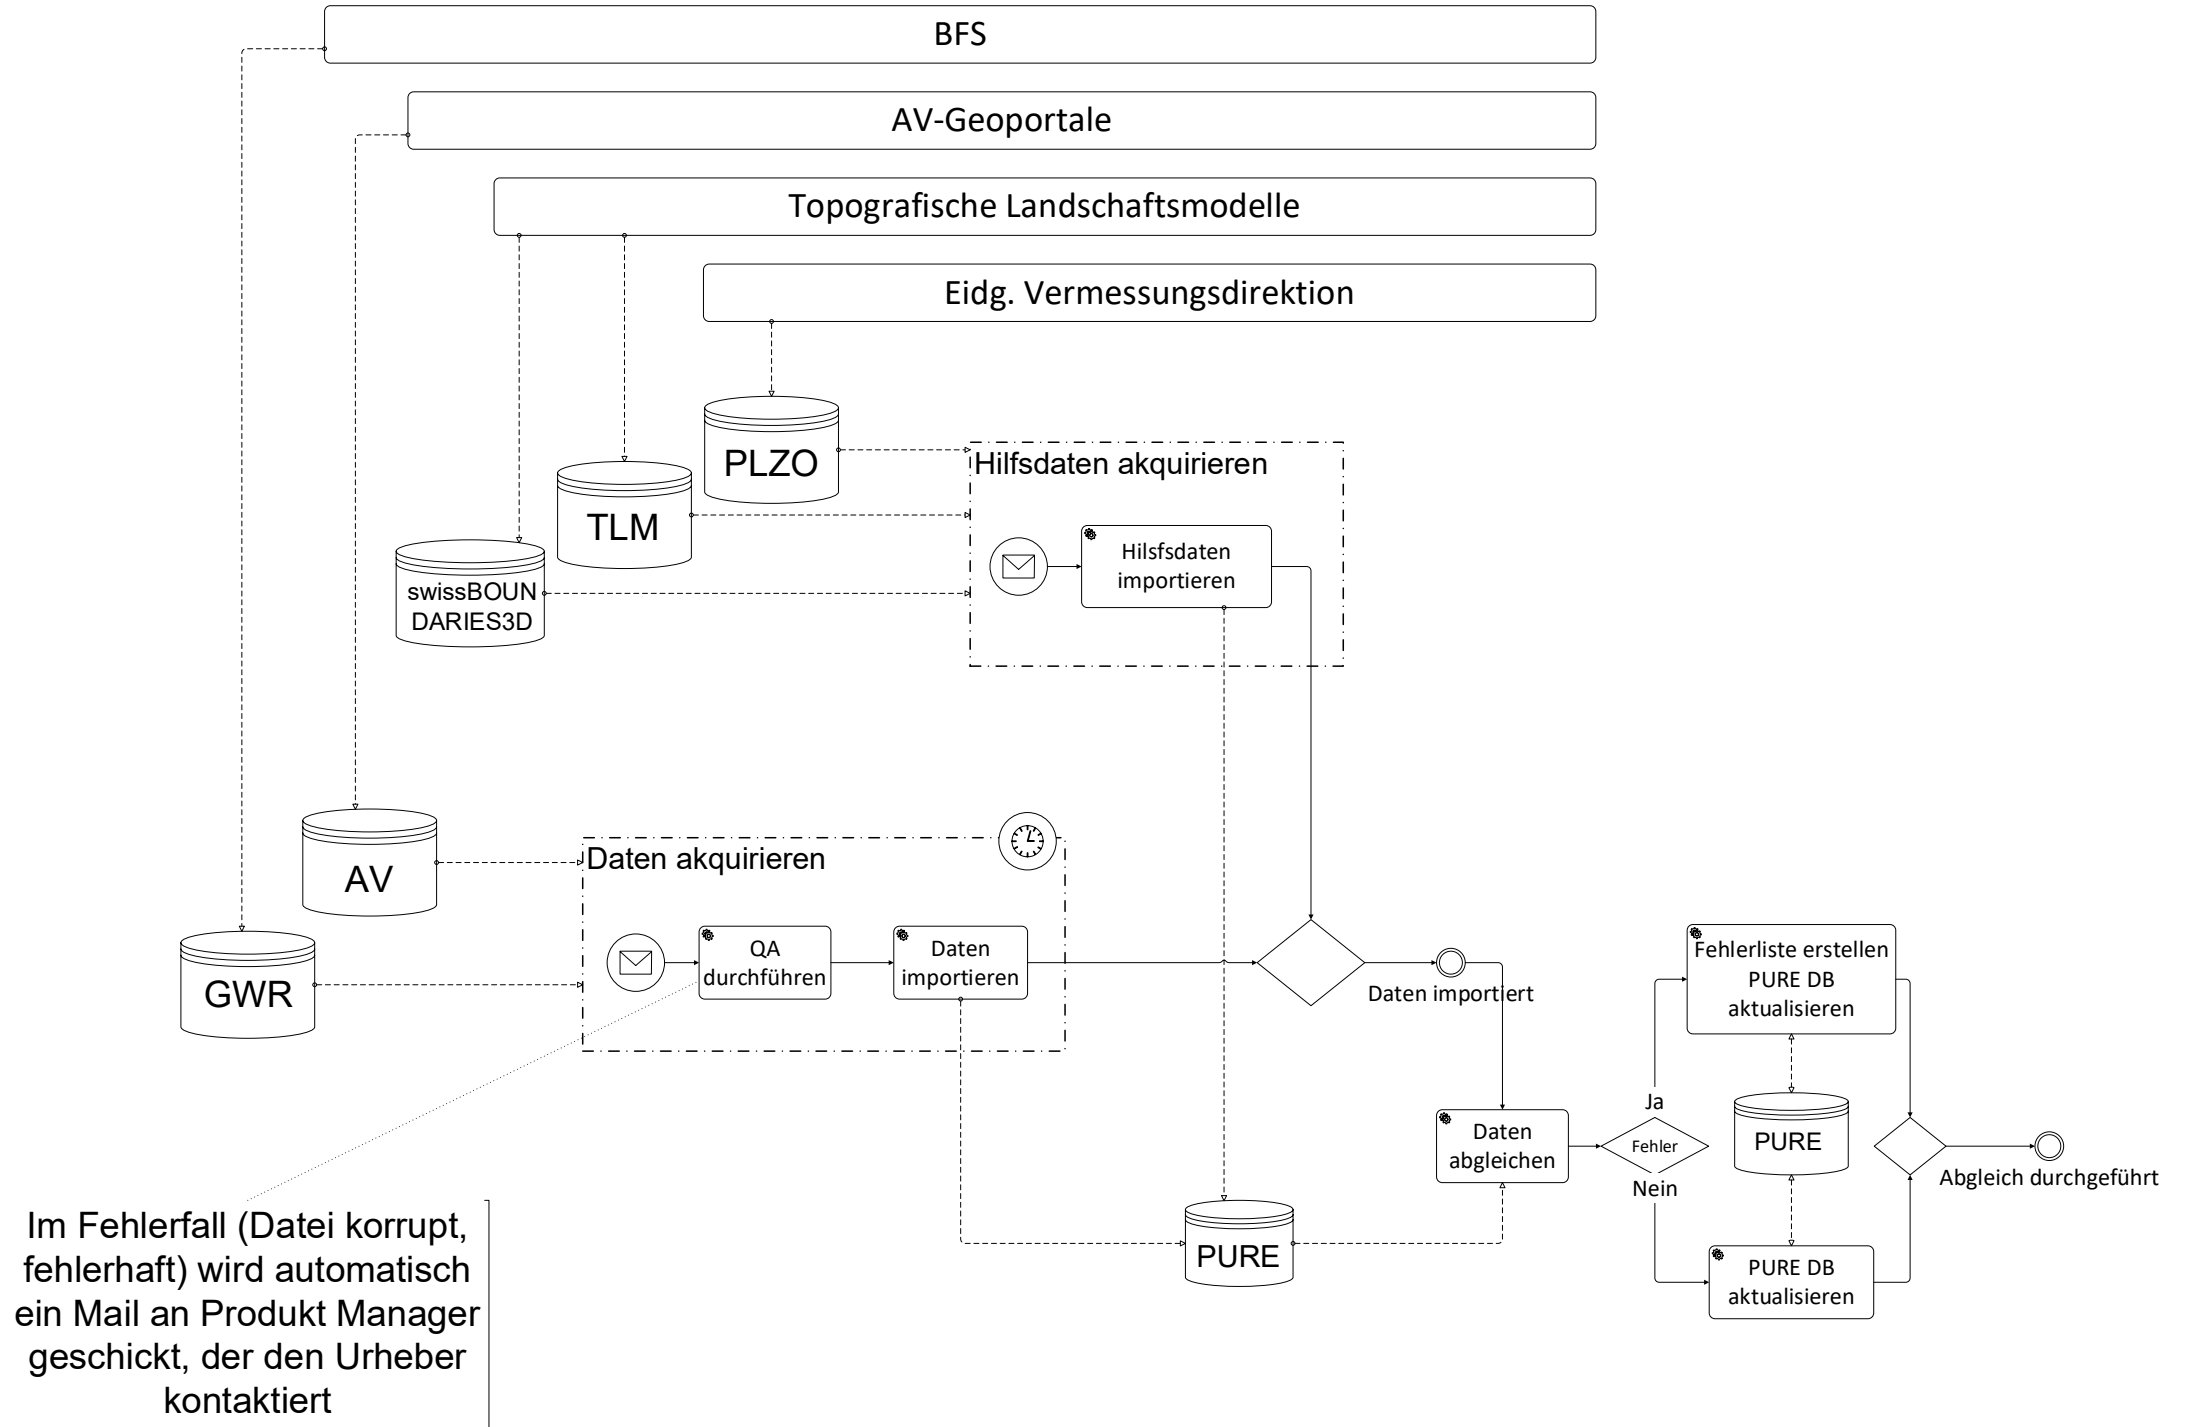 BFS
AV-Geoportale
Topografische Landschaftsmodelle
Eidg. Vermessungsdirektion
PLZO
Hilfsdaten akquirieren
TLM
Hilsfsdaten
importieren
swissBOUN
DARIES3D
AV
Daten akquirieren
GWR
QA
durchführen
Daten
importieren
Daten importiert
Fehlerliste erstellen
PURE DB
aktualisieren
Daten
abgleichen
Ja
Fehler
Nein
PURE
Abgleich durchgeführt
PURE
PURE DB
aktualisieren
Im Fehlerfall (Datei korrupt,
fehlerhaft) wird automatisch
ein Mail an Produkt Manager
geschickt, der den Urheber
kontaktiert